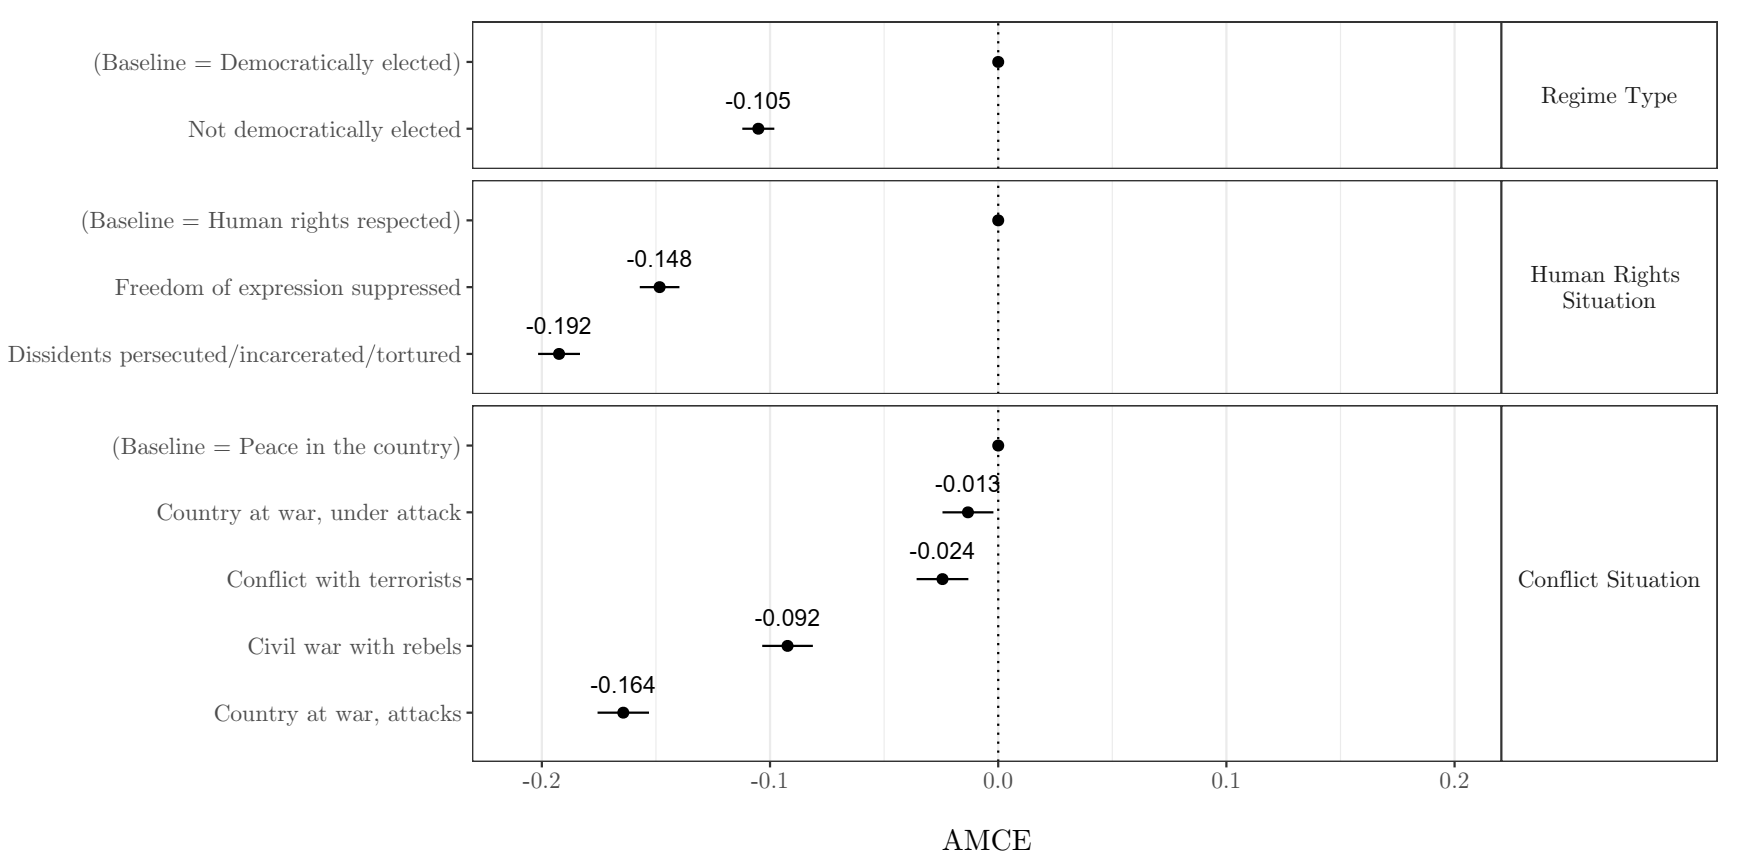 (Baseline = Democratically elected)
-0.105
Not democratically elected
Regime Type
(Baseline = Human rights respected)
-0.148
Freedom of expression suppressed
-0.192
Dissidents persecuted/incarcerated/tortured
Human Rights
Situation
(Baseline = Peace in the country)
-0.013
Country at war, under attack
-0.024
Conflict with terrorists
-0.092
Civil war with rebels
-0.164
Country at war, attacks
Conflict Situation
-0.2 -0.1 0.0 0.1 0.2
AMCE